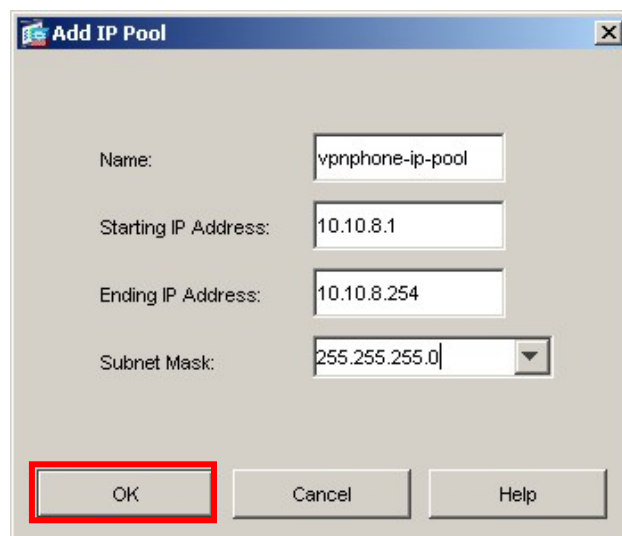 Add IP Pool
Name: vpnphone-ip-pool
Starting IP Address: 10.10.8.1
Ending IP Address: 10.10.8.254
Subnet Mask: 255.255.255.0
OK Cancel Help